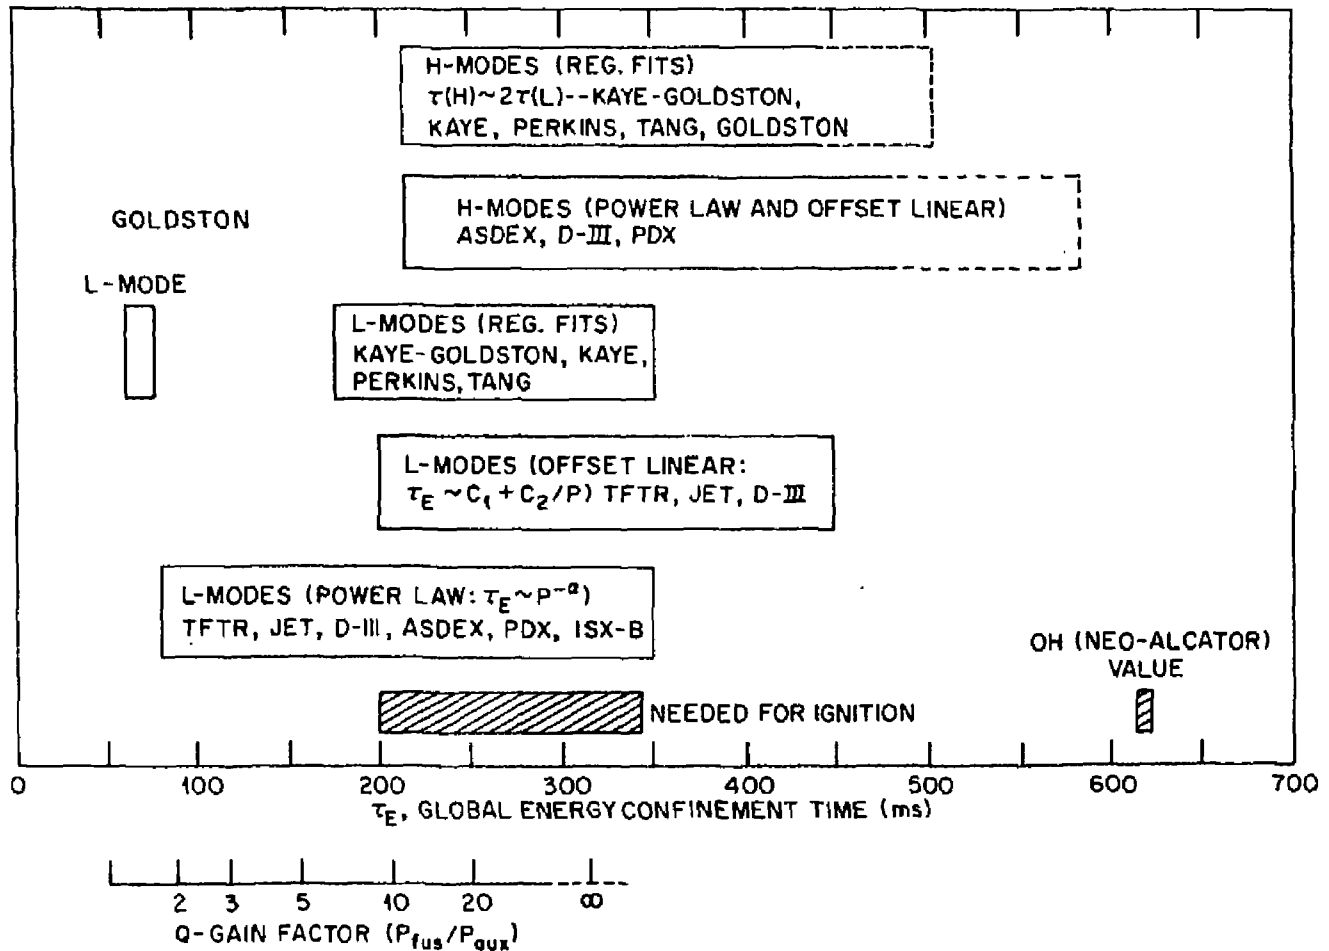 H-MODES (REG. FITS)
τ(H)~2τ(L)--KAYE-GOLDSTON,
KAYE, PERKINS, TANG, GOLDSTON
GOLDSTON
H-MODES (POWER LAW AND OFFSET LINEAR)
ASDEX, D-III, PDX
L-MODE
L-MODES (REG. FITS)
KAYE-GOLDSTON, KAYE,
PERKINS, TANG
L-MODES (OFFSET LINEAR:
τE ~ C1 + C2/P) TFTR, JET, D-III
L-MODES (POWER LAW: τE ~ P^-α)
TFTR, JET, D-III, ASDEX, PDX, ISX-B
OH (NEO-ALCATOR)
VALUE
NEEDED FOR IGNITION
0 100 200 300 400 500 600 700
τE, GLOBAL ENERGY CONFINEMENT TIME (ms)
2 3 5 10 20 ∞
Q-GAIN FACTOR (Pfus/Paux)